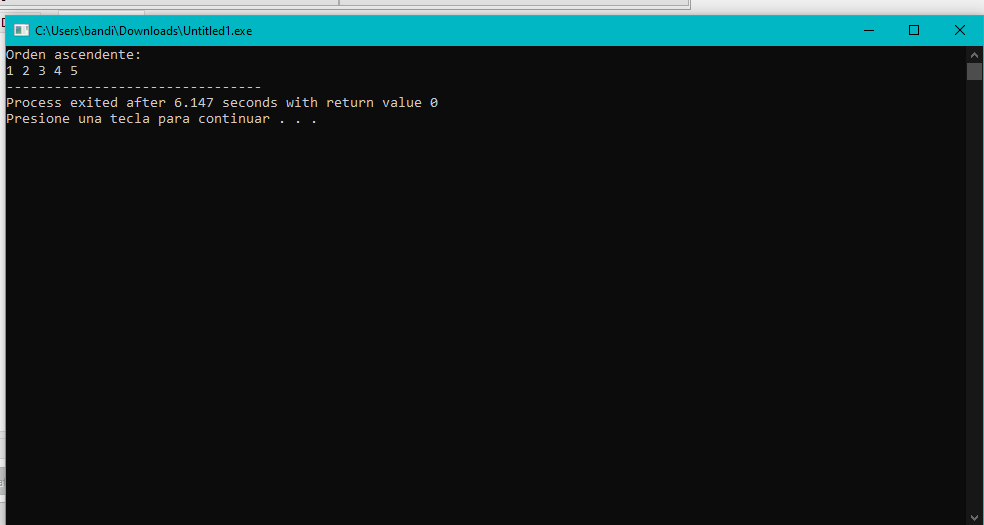 C:\Users\bandi\Downloads\Untitled1.exe
Orden ascendente:
1 2 3 4 5
--------------------------------
Process exited after 6.147 seconds with return value 0
Presione una tecla para continuar . . .